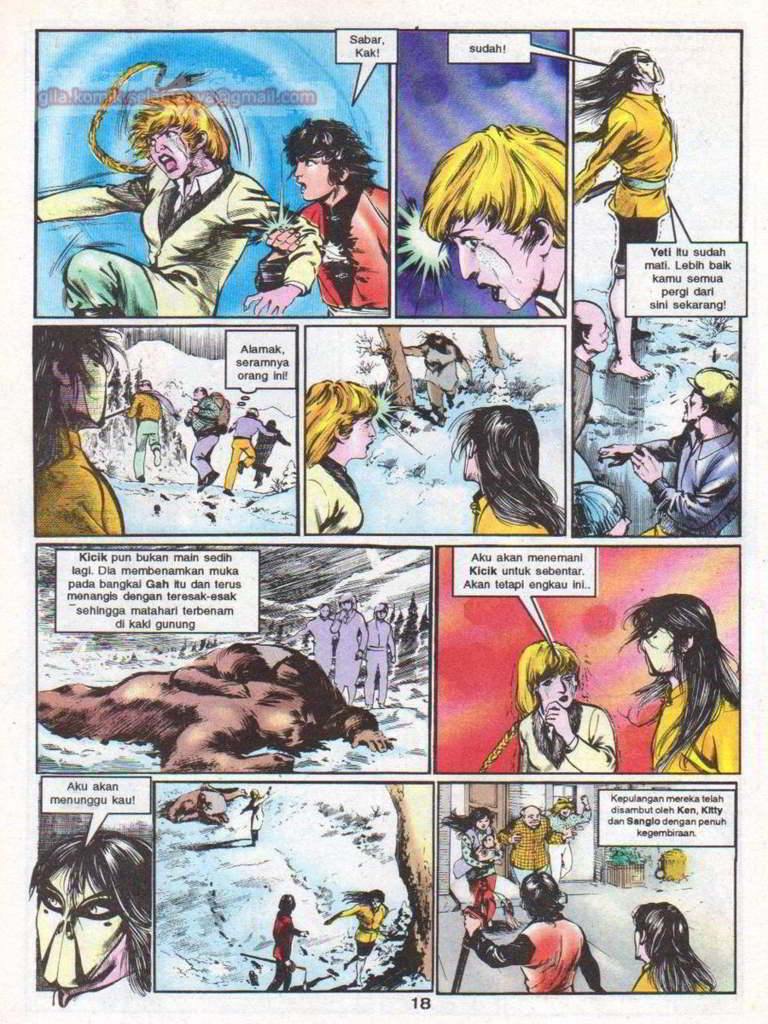 Sabar,
Kak!
sudah!
Yeti itu sudah
mati. Lebih baik
kamu semua
pergi dari
sini sekarang!
Alamak,
seramnya
orang ini!
Kicik pun bukan main sedih
lagi. Dia membenamkan muka
pada bangkai Gah itu dan terus
menangis dengan teresak-esak
sehingga matahari terbenam
di kaki gunung
Aku akan menemani
Kicik untuk sebentar.
Akan tetapi engkau ini..
Aku akan
menunggu kau!
Kepulangan mereka telah
disambut oleh Ken, Kitty
dan Sanglo dengan penuh
kegembiraan.
18